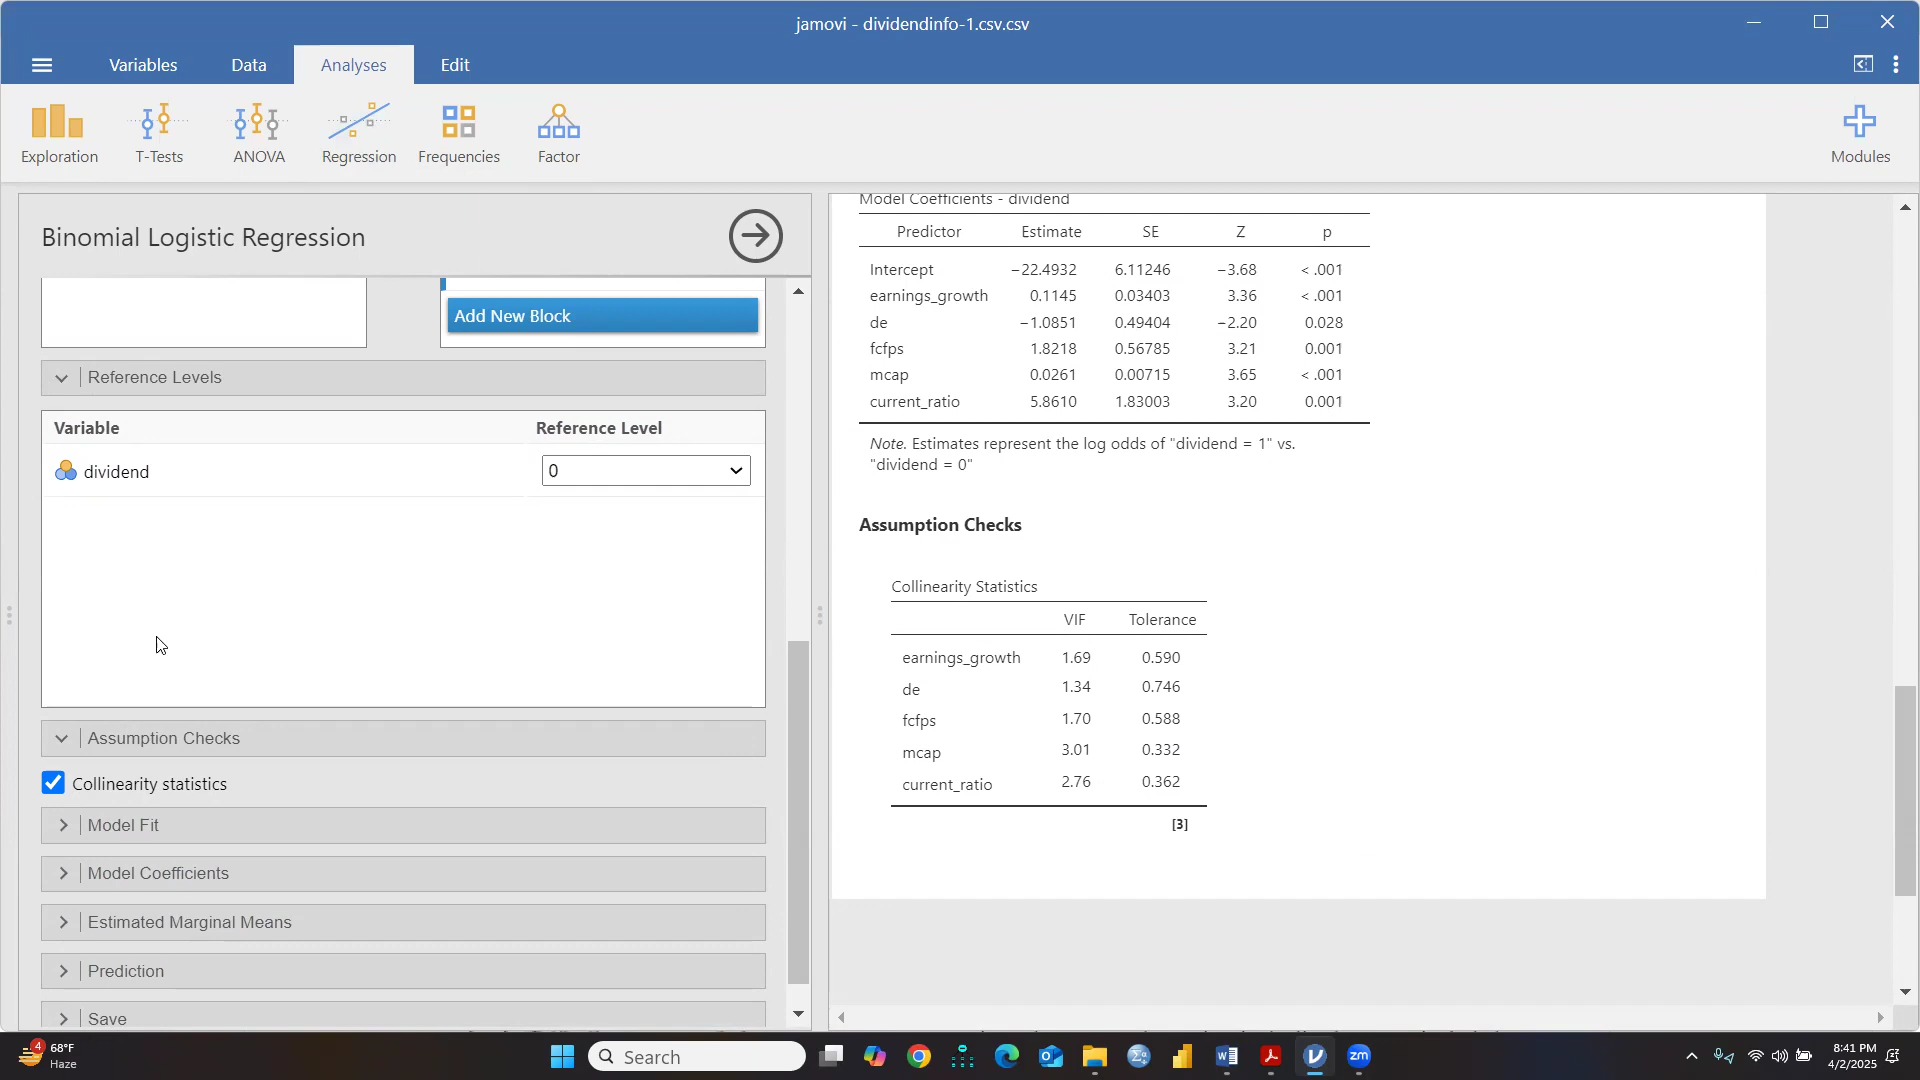 jamovi - dividendinfo-1.csv.csv
Variables Data Analyses Edit
Exploration T-Tests ANOVA Regression Frequencies Factor Modules
Binomial Logistic Regression
Add New Block
Reference Levels
Variable Reference Level
dividend 0
Assumption Checks
Collinearity statistics
Model Fit
Model Coefficients
Estimated Marginal Means
Prediction
Save
Model Coefficients - dividend
Predictor Estimate SE Z p
Intercept −22.4932 6.11246 −3.68 < .001
earnings_growth 0.1145 0.03403 3.36 < .001
de −1.0851 0.49404 −2.20 0.028
fcfps 1.8218 0.56785 3.21 0.001
mcap 0.0261 0.00715 3.65 < .001
current_ratio 5.8610 1.83003 3.20 0.001
Note. Estimates represent the log odds of "dividend = 1" vs.
"dividend = 0"
Assumption Checks
Collinearity Statistics
VIF Tolerance
earnings_growth 1.69 0.590
de 1.34 0.746
fcfps 1.70 0.588
mcap 3.01 0.332
current_ratio 2.76 0.362
[3]
4 68°F
Haze
Search
zm
8:41 PM
4/2/2025